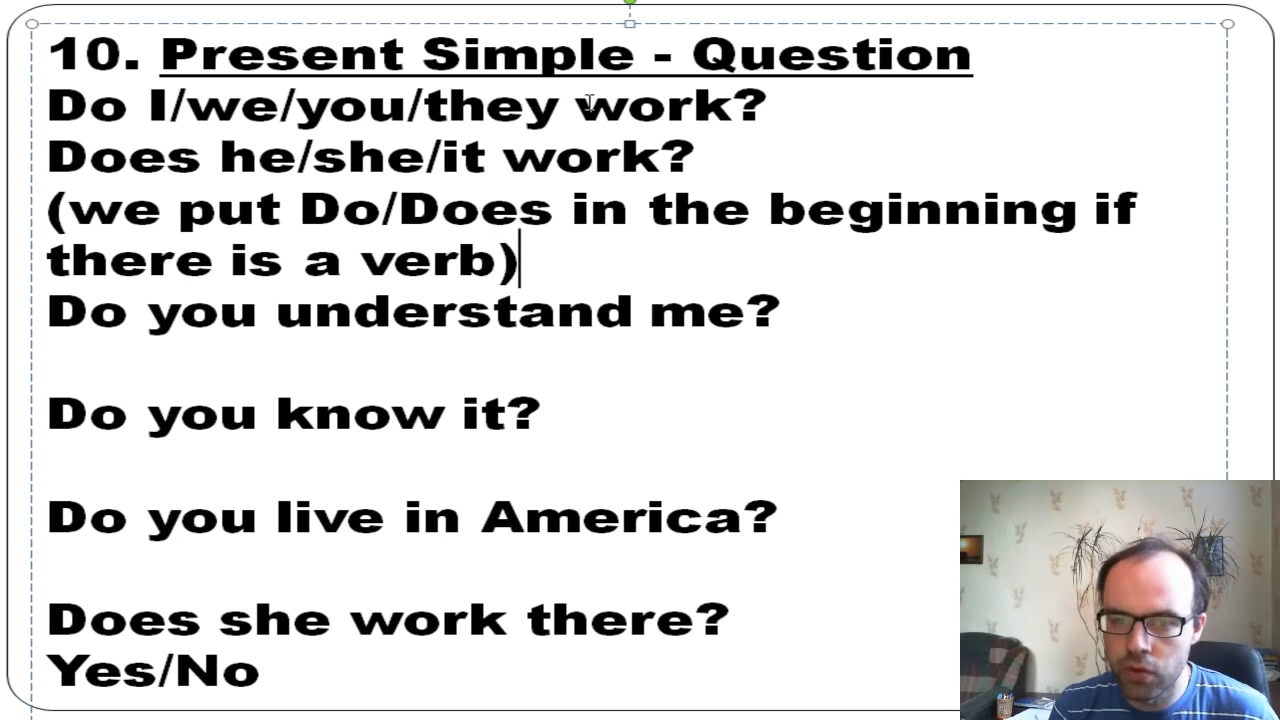 10. Present Simple - Question
Do I/we/you/they work?
Does he/she/it work?
(we put Do/Does in the beginning if
there is a verb)
Do you understand me?
Do you know it?
Do you live in America?
Does she work there?
Yes/No